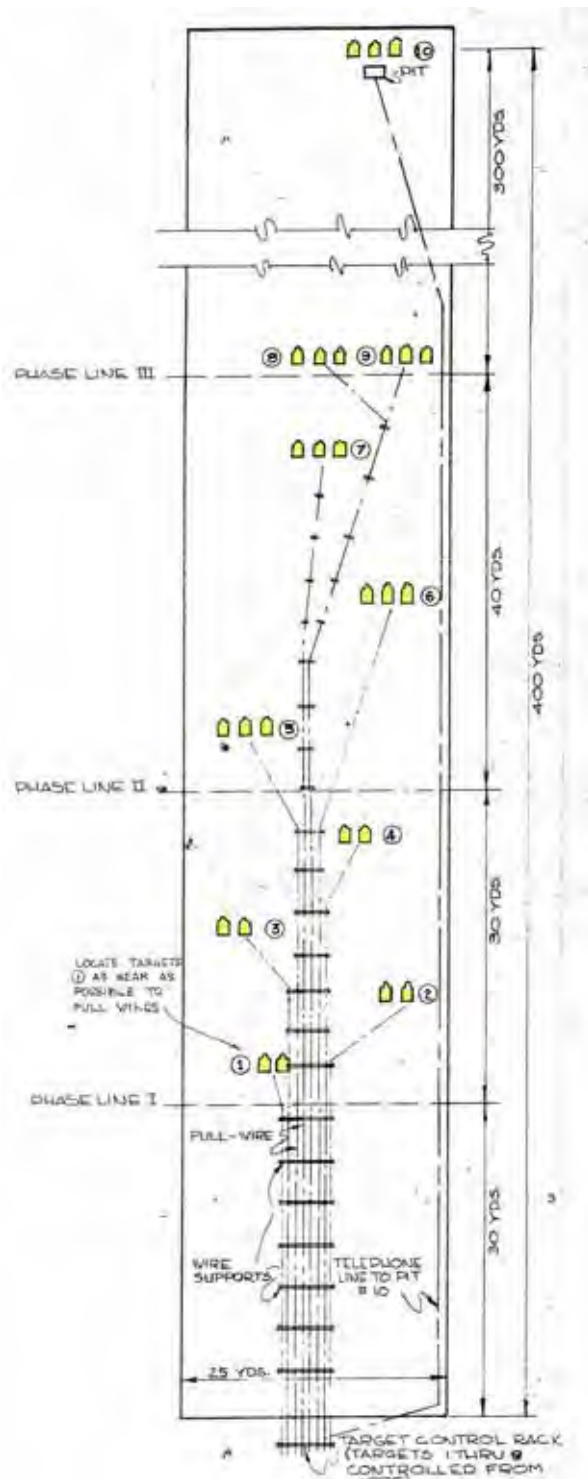 10
PIT
300 YDS.
8
9
PHASE LINE III
7
40 YDS.
6
400 YDS.
5
PHASE LINE II
4
3
30 YDS.
LOCATE TARGETS
① AS NEAR AS
POSSIBLE TO
PULL WIRES
2
1
PHASE LINE I
PULL-WIRE
WIRE
SUPPORTS
TELEPHONE
LINE TO PIT
# 10
30 YDS.
25 YDS.
TARGET CONTROL RACK
(TARGETS 1 THRU 9
CONTROLLED FROM